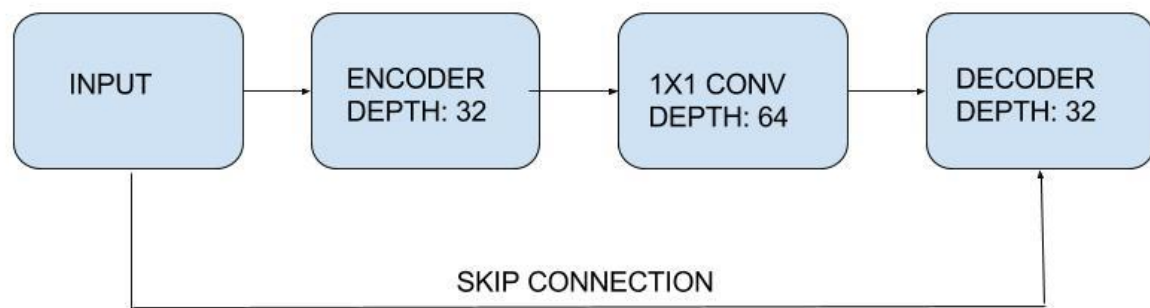 INPUT
ENCODER
DEPTH: 32
1X1 CONV
DEPTH: 64
DECODER
DEPTH: 32
SKIP CONNECTION